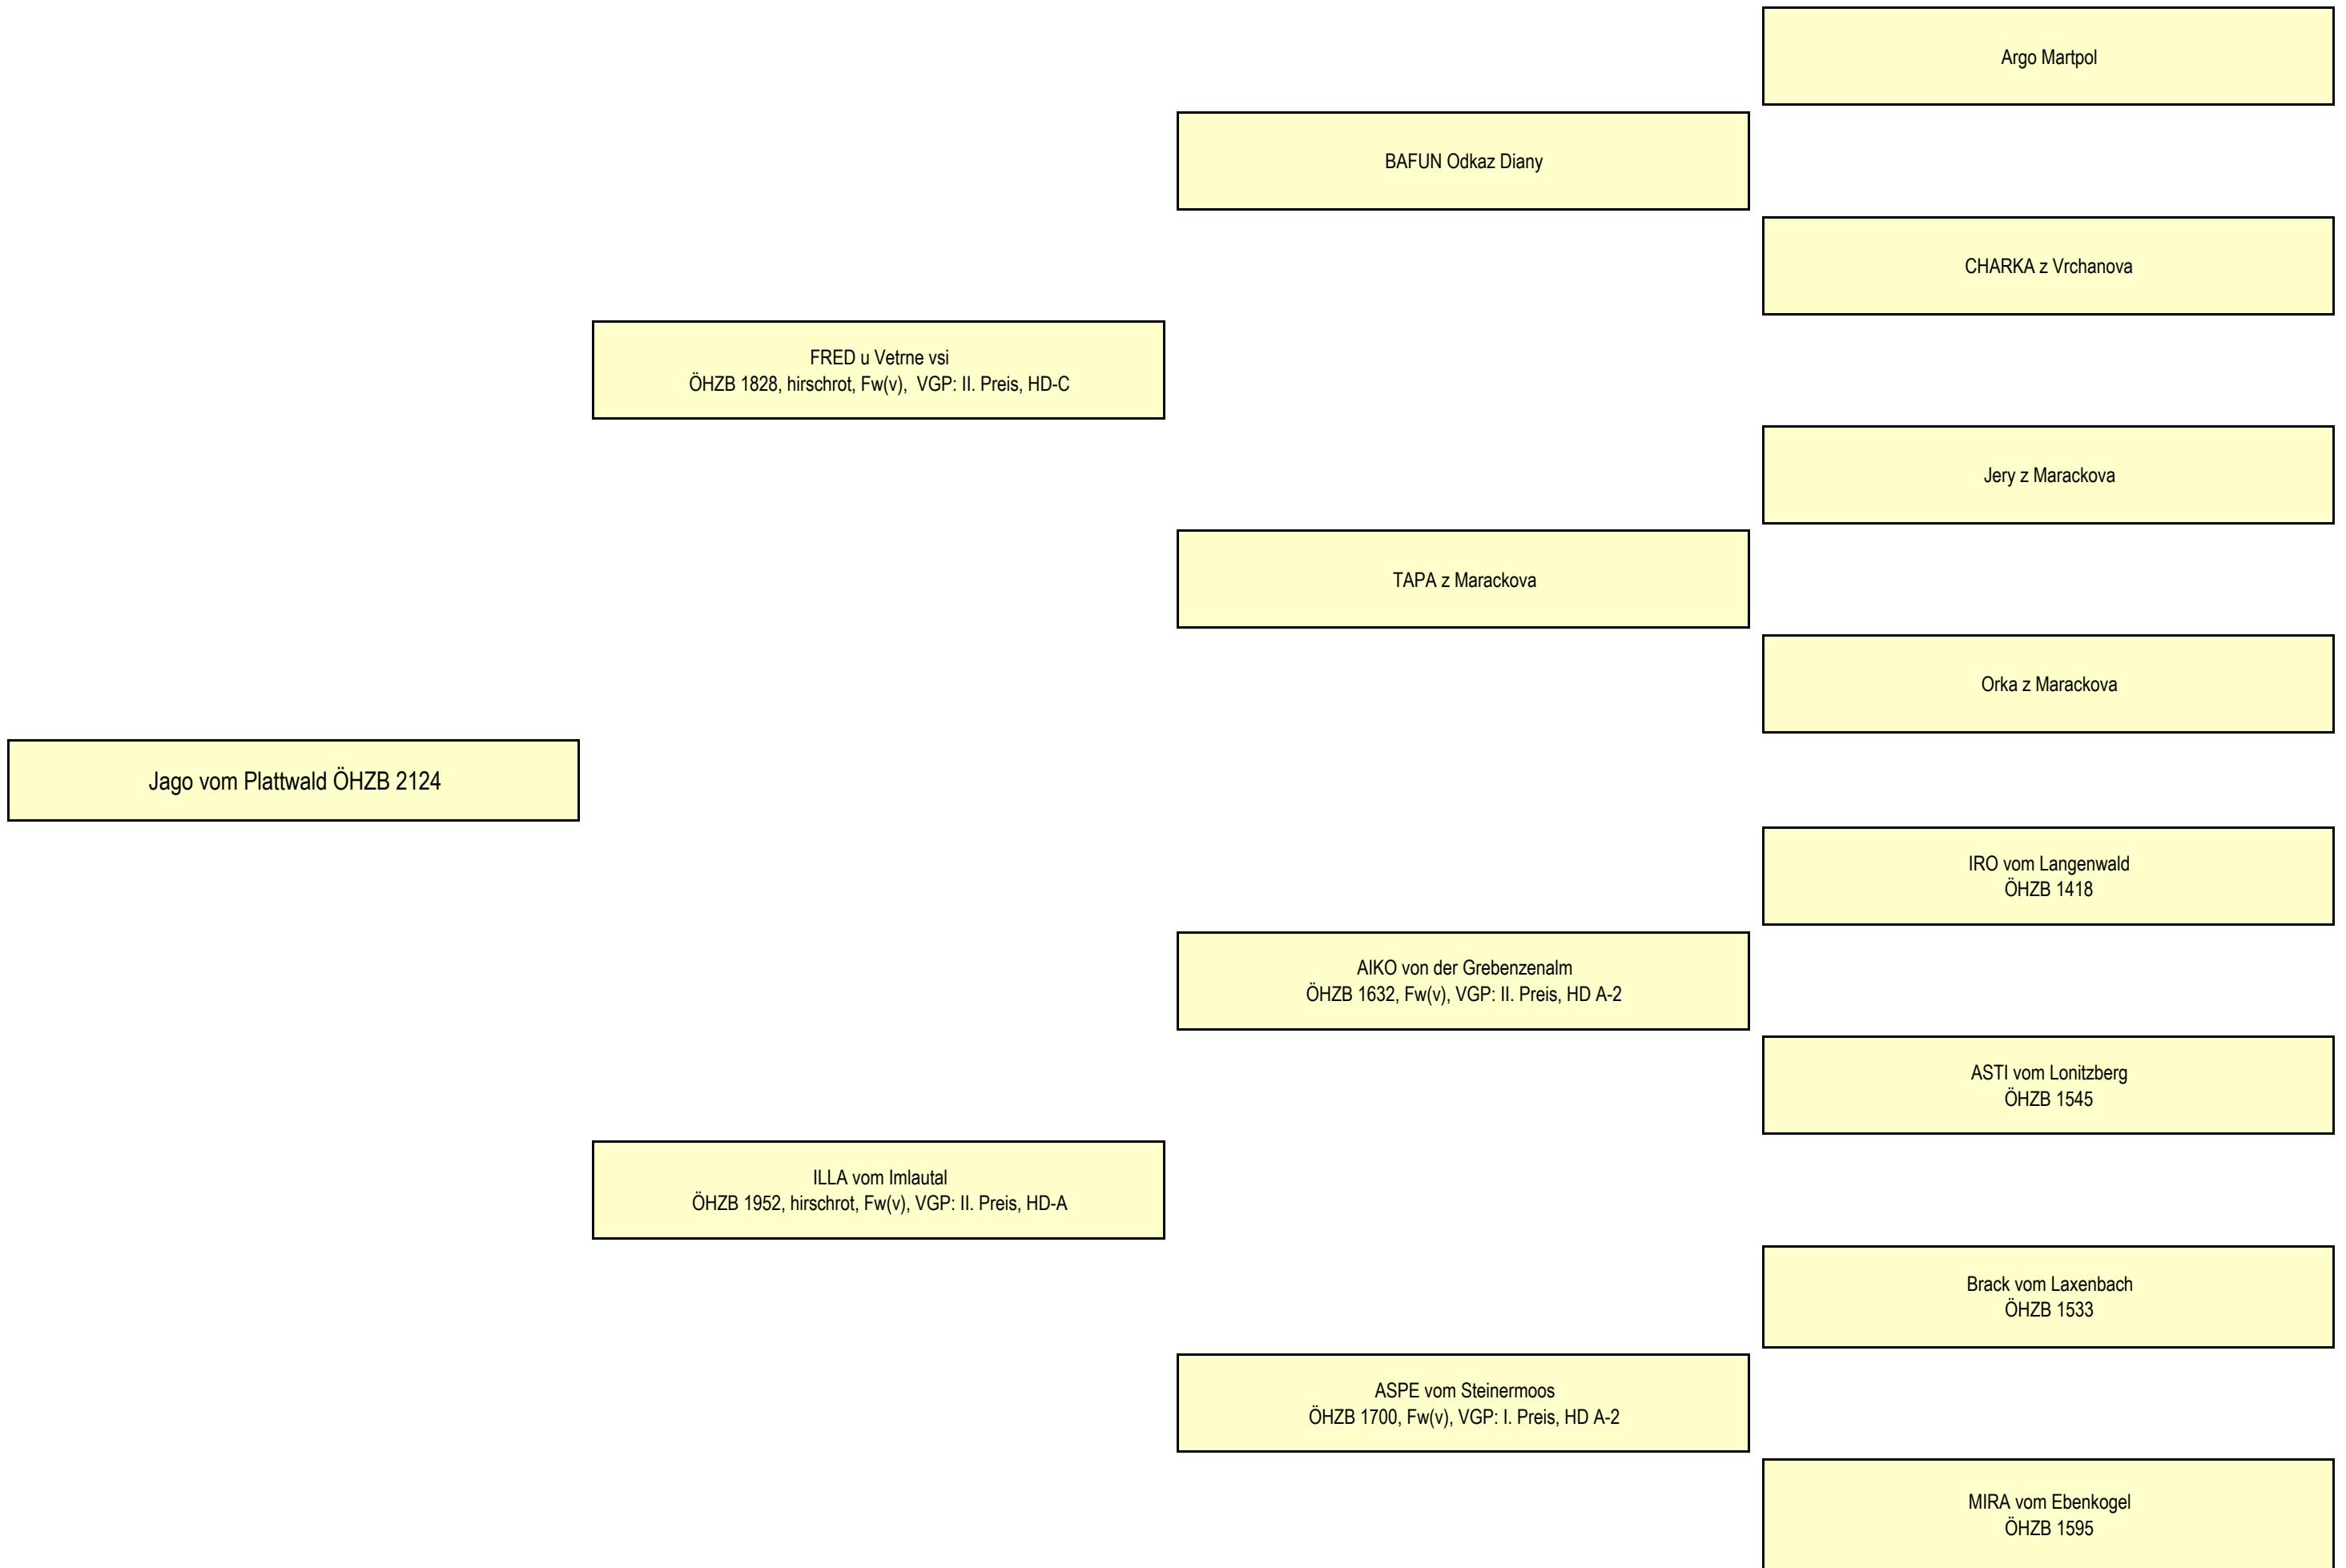 Argo Martpol
BAFUN Odkaz Diany
CHARKA z Vrchanova
FRED u Vetrne vsi
ÖHZB 1828, hirschrot, Fw(v),  VGP: II. Preis, HD-C
Jery z Marackova
TAPA z Marackova
Orka z Marackova
Jago vom Plattwald ÖHZB 2124
IRO vom Langenwald
ÖHZB 1418
AIKO von der Grebenzenalm
ÖHZB 1632, Fw(v), VGP: II. Preis, HD A-2
ASTI vom Lonitzberg
ÖHZB 1545
ILLA vom Imlautal
ÖHZB 1952, hirschrot, Fw(v), VGP: II. Preis, HD-A
Brack vom Laxenbach
ÖHZB 1533
ASPE vom Steinermoos
ÖHZB 1700, Fw(v), VGP: I. Preis, HD A-2
MIRA vom Ebenkogel
ÖHZB 1595